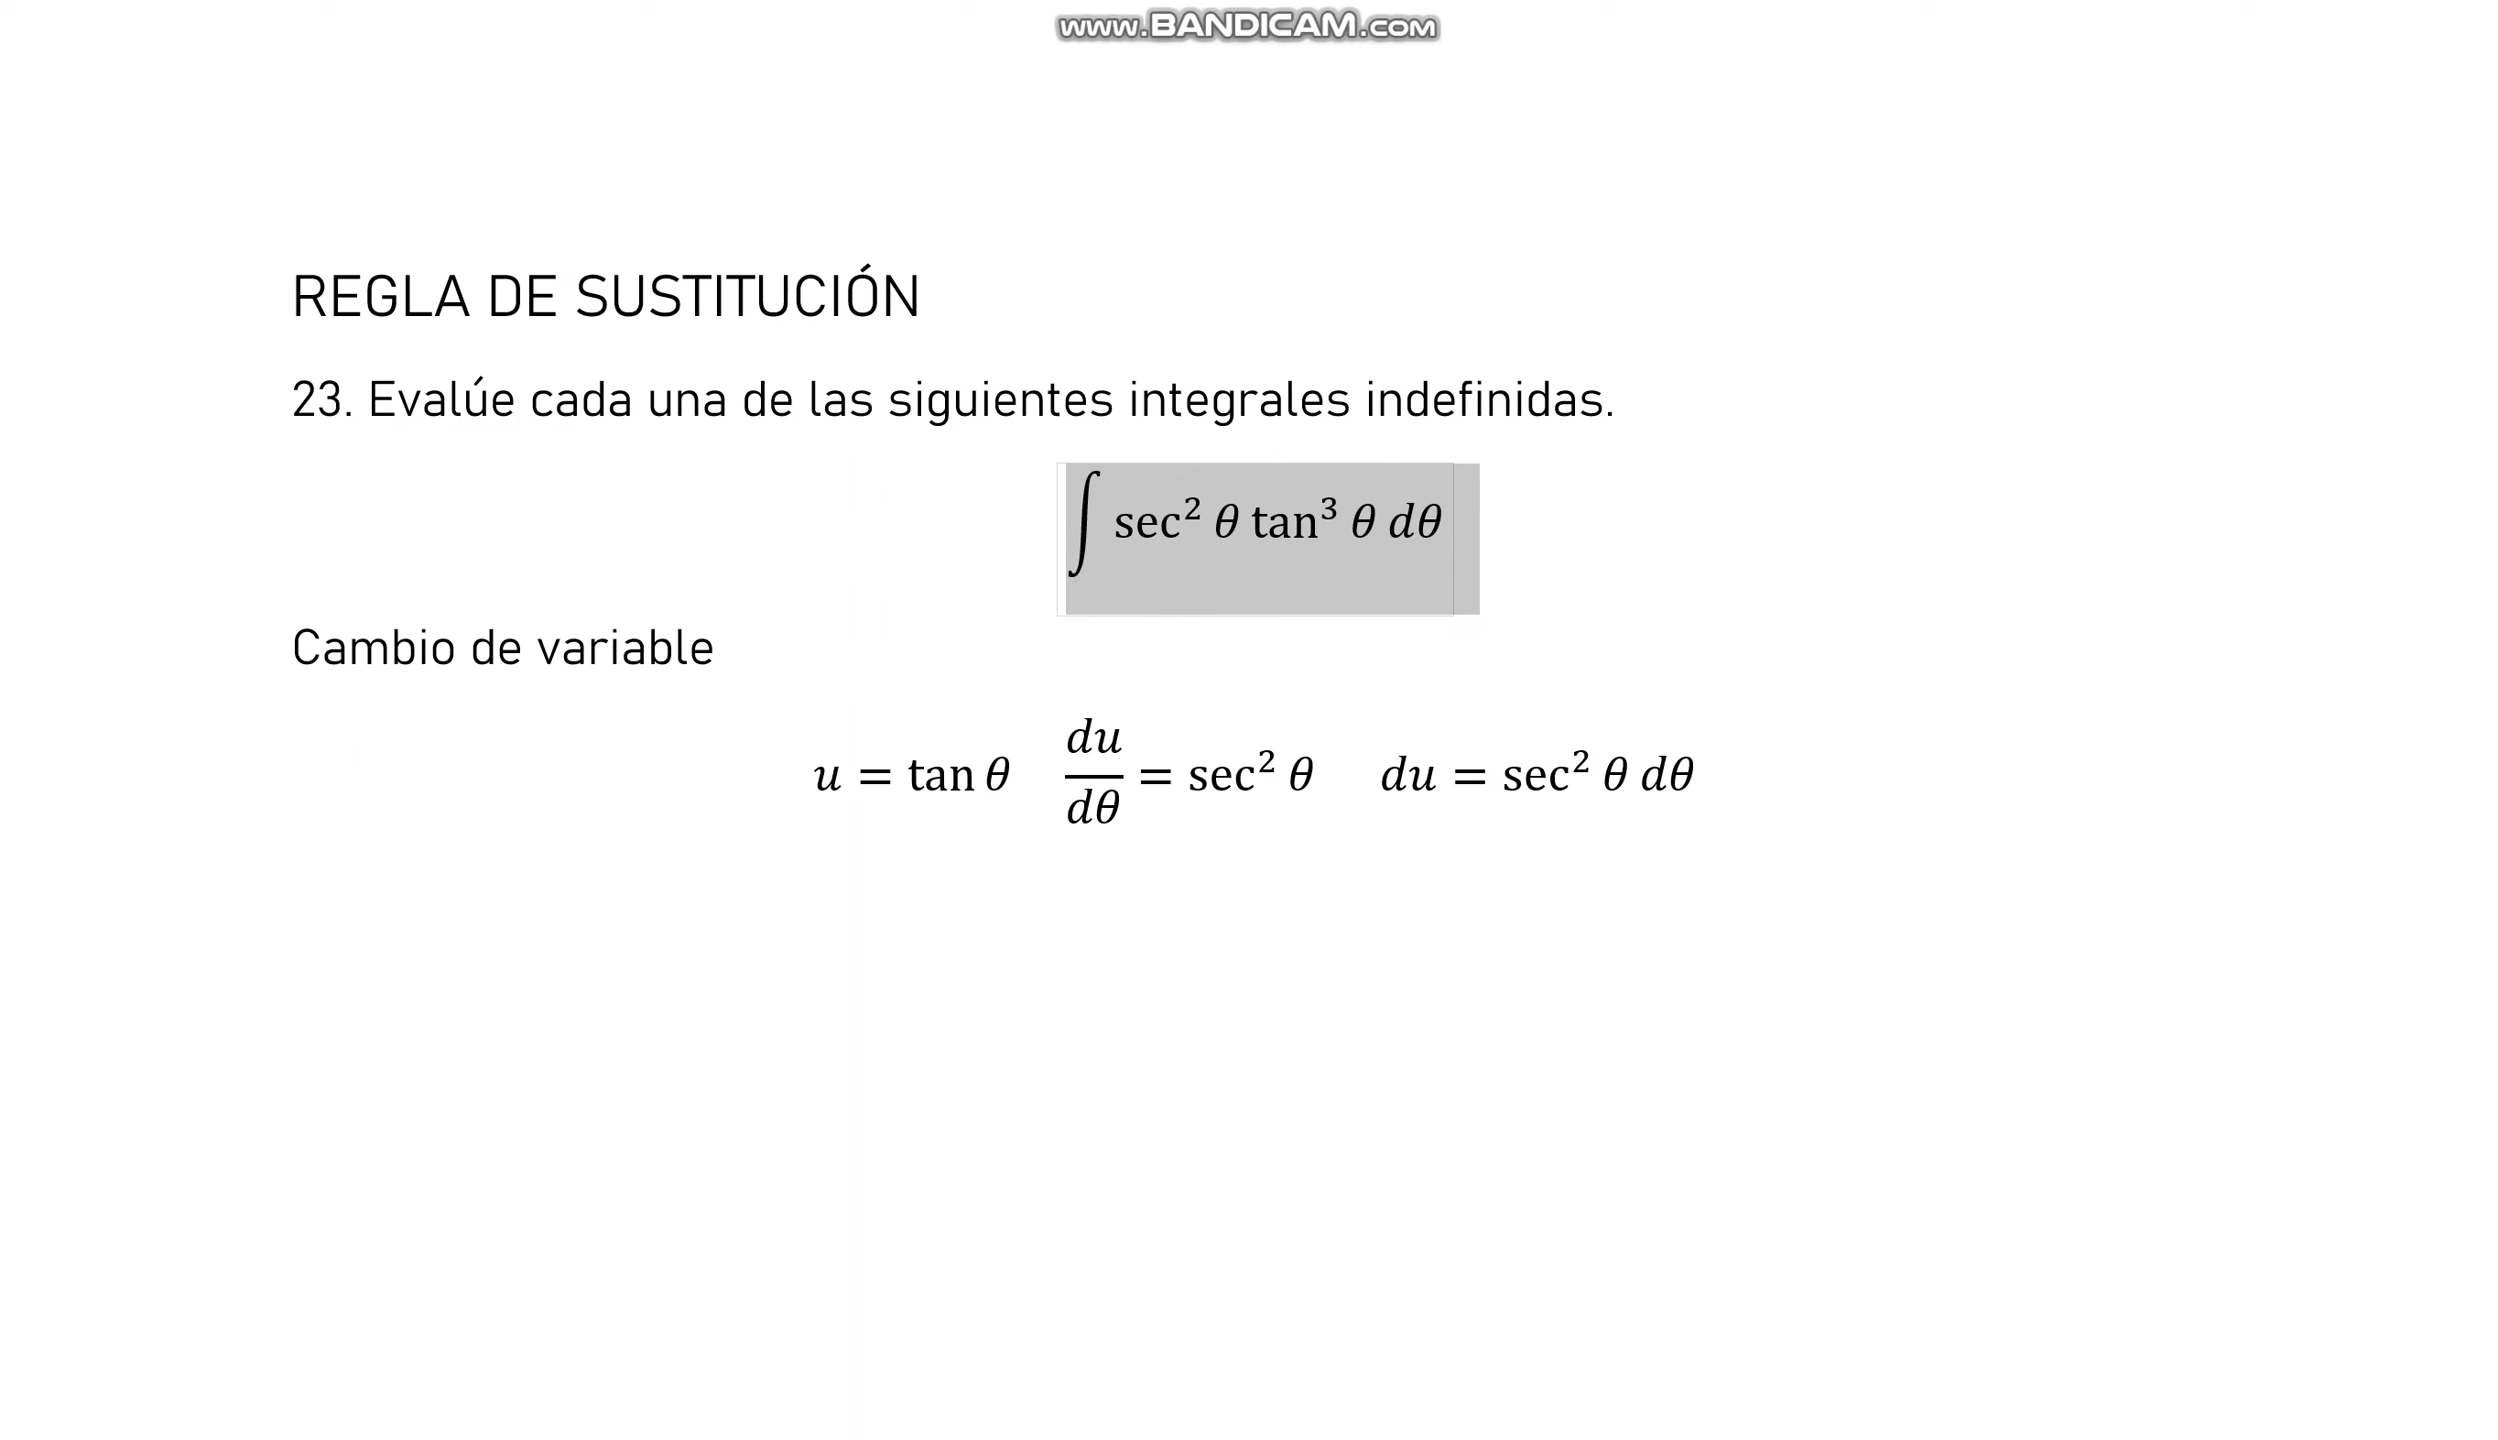 www.BANDICAM.com
REGLA DE SUSTITUCIÓN
23. Evalúe cada una de las siguientes integrales indefinidas.
∫ sec² θ tan³ θ dθ
Cambio de variable
u = tan θ du/dθ = sec² θ du = sec² θ dθ